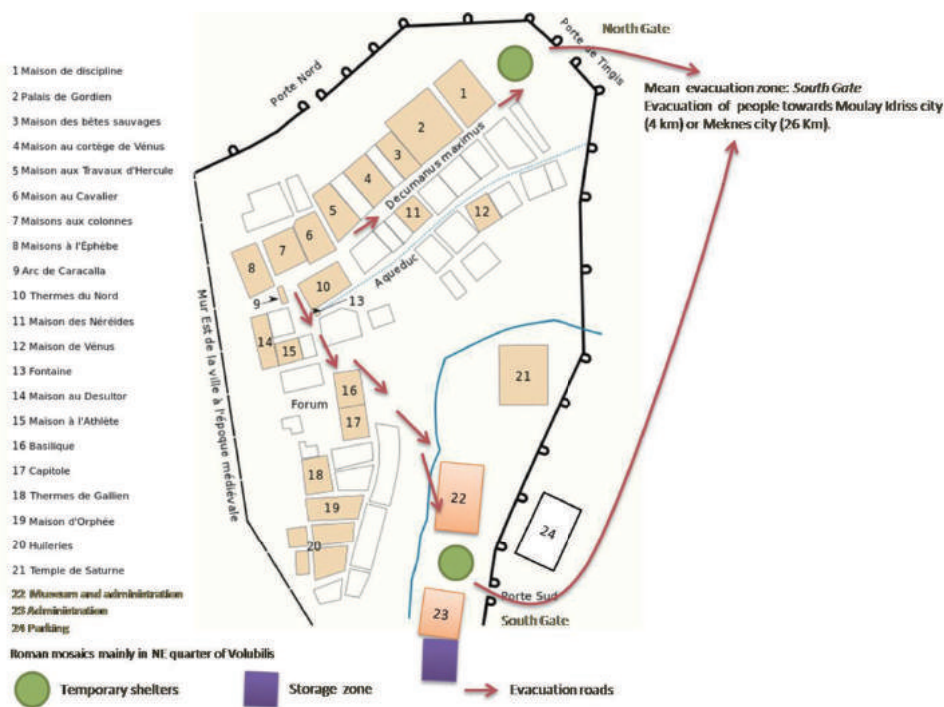 North Gate
Porte de Tingis
Porte Nord
1 Maison de discipline
2 Palais de Gordien
3 Maison des bêtes sauvages
4 Maison au cortège de Vénus
5 Maison aux Travaux d'Hercule
6 Maison au Cavalier
7 Maisons aux colonnes
8 Maisons à l'Éphèbe
9 Arc de Caracalla
10 Thermes du Nord
11 Maison des Néréides
12 Maison de Vénus
13 Fontaine
14 Maison au Desultor
15 Maison à l'Athlète
16 Basilique
17 Capitole
18 Thermes de Gallien
19 Maison d'Orphée
20 Huileries
21 Temple de Saturne
22 Museum and administration
23 Administration
24 Parking
Mean evacuation zone: South Gate
Evacuation of people towards Moulay Idriss city
(4 km) or Meknes city (26 Km).
1
2
3
4
Decumanus maximus
5
11
12
6
7
8
Aqueduc
10
9
13
14
15
Mur Est de la ville à l'époque médiévale
16
21
Forum
17
18
22
19
24
20
Porte Sud
23
South Gate
Roman mosaics mainly in NE quarter of Volubilis
Temporary shelters
Storage zone
Evacuation roads